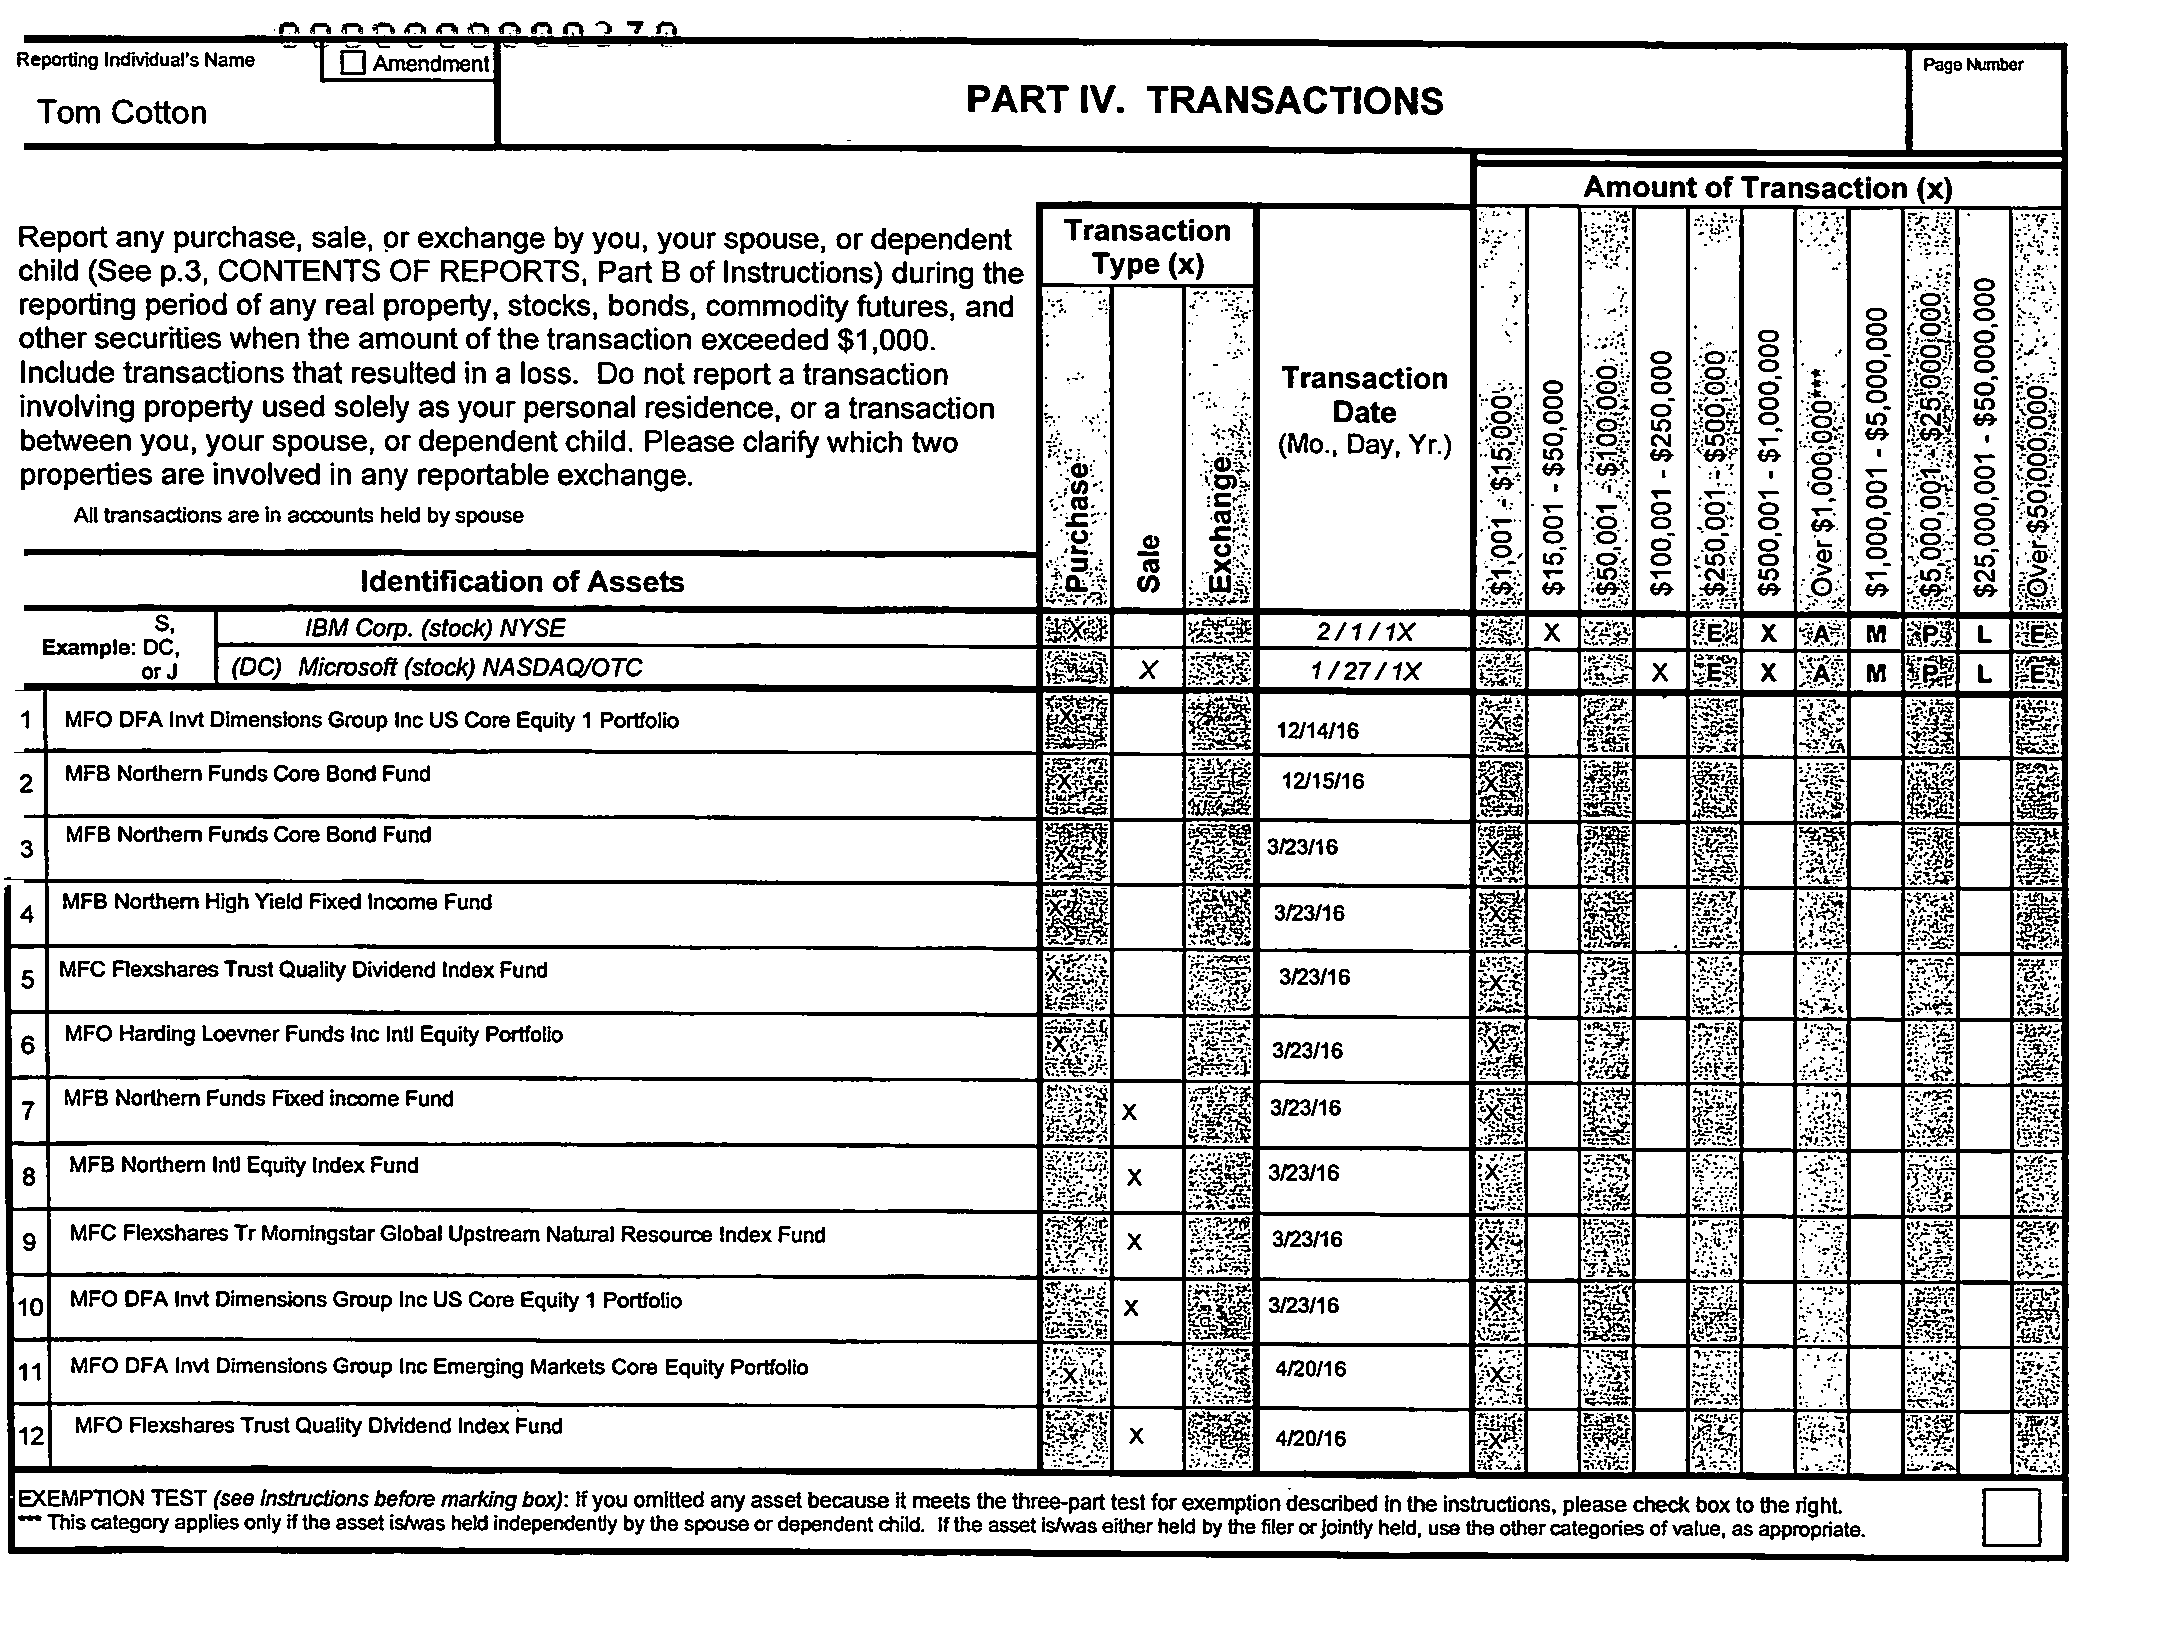 000000000270
Reporting Individual's Name
Amendment
Tom Cotton
PART IV. TRANSACTIONS
Page Number
Amount of Transaction (x)
Report any purchase, sale, or exchange by you, your spouse, or dependent
child (See p.3, CONTENTS OF REPORTS, Part B of Instructions) during the
reporting period of any real property, stocks, bonds, commodity futures, and
other securities when the amount of the transaction exceeded $1,000.
Include transactions that resulted in a loss. Do not report a transaction
involving property used solely as your personal residence, or a transaction
between you, your spouse, or dependent child. Please clarify which two
properties are involved in any reportable exchange.
All transactions are in accounts held by spouse
Identification of Assets
Transaction
Type (x)
Purchase
Sale
Exchange
Transaction
Date
(Mo., Day, Yr.)
$1,001 - $15,000
$15,001 - $50,000
$50,001 - $100,000
$100,001 - $250,000
$250,001 - $500,000
$500,001 - $1,000,000
Over $1,000,000***
$1,000,001 - $5,000,000
$5,000,001 - $25,000,000
$25,000,001 - $50,000,000
Over $50,000,000
Example: S, DC, or J
IBM Corp. (stock) NYSE X 2/1/1X X E X A M P L E
(DC) Microsoft (stock) NASDAQ/OTC X 1/27/1X X E X A M P L E
1 MFO DFA Invt Dimensions Group Inc US Core Equity 1 Portfolio X 12/14/16 X
2 MFB Northern Funds Core Bond Fund X 12/15/16 X
3 MFB Northern Funds Core Bond Fund X 3/23/16 X
4 MFB Northern High Yield Fixed Income Fund X 3/23/16 X
5 MFC Flexshares Trust Quality Dividend Index Fund X 3/23/16 X
6 MFO Harding Loevner Funds Inc Intl Equity Portfolio X 3/23/16 X
7 MFB Northern Funds Fixed income Fund X 3/23/16 X
8 MFB Northern Intl Equity Index Fund X 3/23/16 X
9 MFC Flexshares Tr Morningstar Global Upstream Natural Resource Index Fund X 3/23/16 X
10 MFO DFA Invt Dimensions Group Inc US Core Equity 1 Portfolio X 3/23/16 X
11 MFO DFA Invt Dimensions Group Inc Emerging Markets Core Equity Portfolio X 4/20/16 X
12 MFO Flexshares Trust Quality Dividend Index Fund X 4/20/16 X
EXEMPTION TEST (see instructions before marking box): If you omitted any asset because it meets the three-part test for exemption described in the instructions, please check box to the right.
*** This category applies only if the asset is/was held independently by the spouse or dependent child. If the asset is/was either held by the filer or jointly held, use the other categories of value, as appropriate.